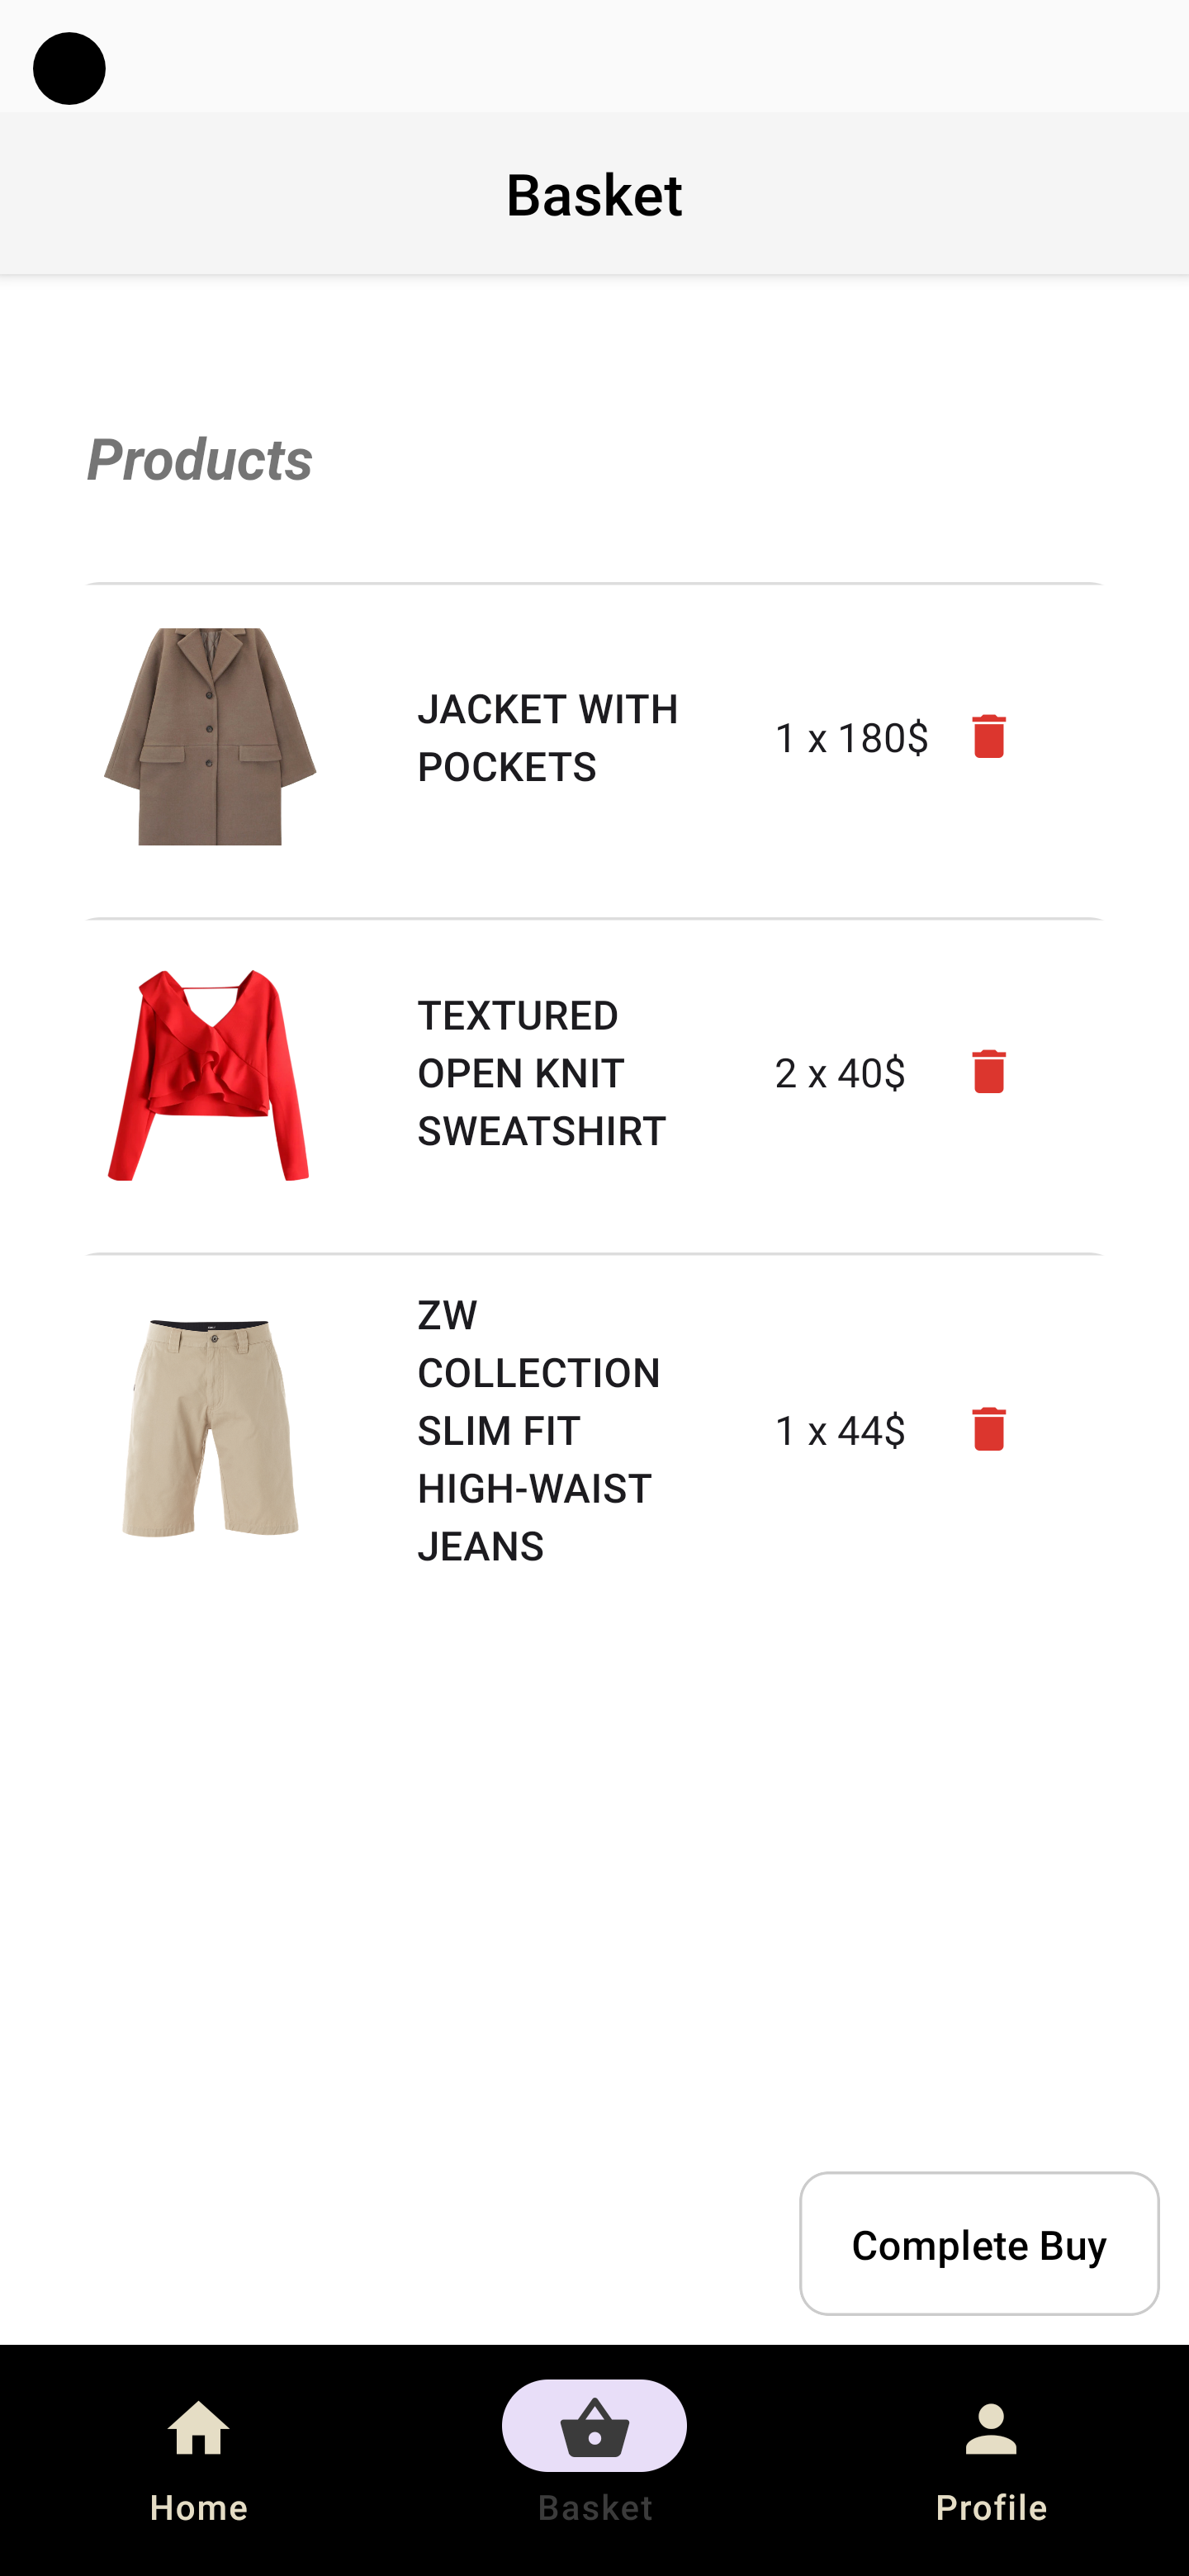 Basket
Products
JACKET WITH
POCKETS
1 x 180$
TEXTURED
OPEN KNIT
SWEATSHIRT
2 x 40$
ZW
COLLECTION
SLIM FIT
HIGH-WAIST
JEANS
1 x 44$
Complete Buy
Home
Basket
Profile